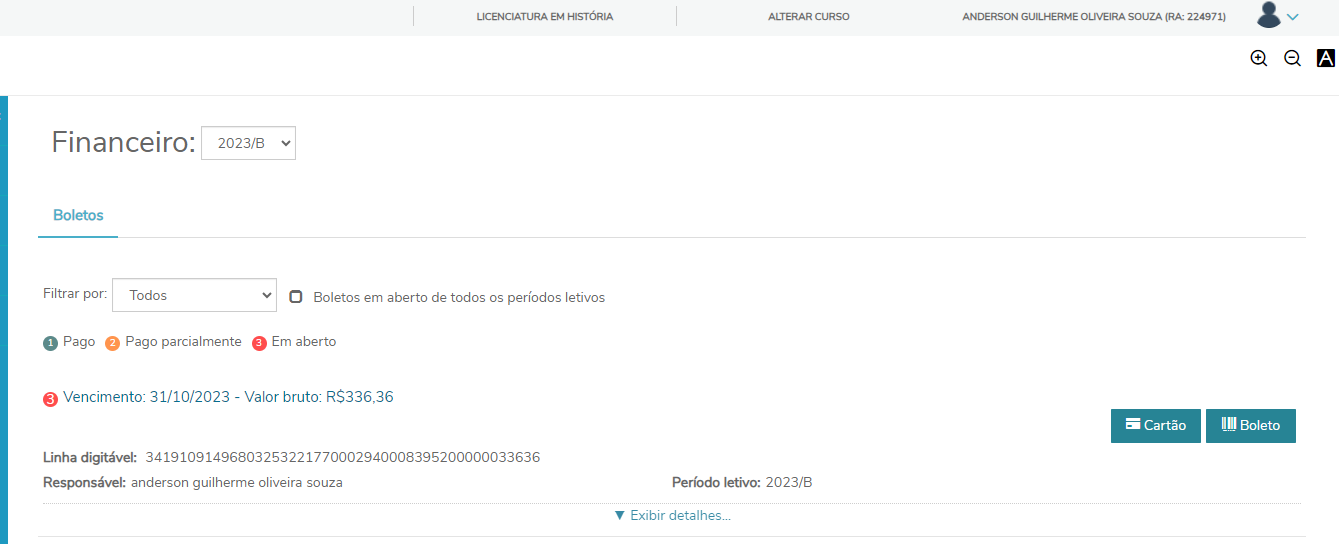 LICENCIATURA EM HISTÓRIA ALTERAR CURSO ANDERSON GUILHERME OLIVEIRA SOUZA (RA: 224971)
A
Financeiro: 2023/B
Boletos
Filtrar por: Todos Boletos em aberto de todos os períodos letivos
1 Pago 2 Pago parcialmente 3 Em aberto
3 Vencimento: 31/10/2023 - Valor bruto: R$336,36
Cartão Boleto
Linha digitável: 34191091496803253221770002940008395200000033636
Responsável: anderson guilherme oliveira souza Período letivo: 2023/B
▼ Exibir detalhes...